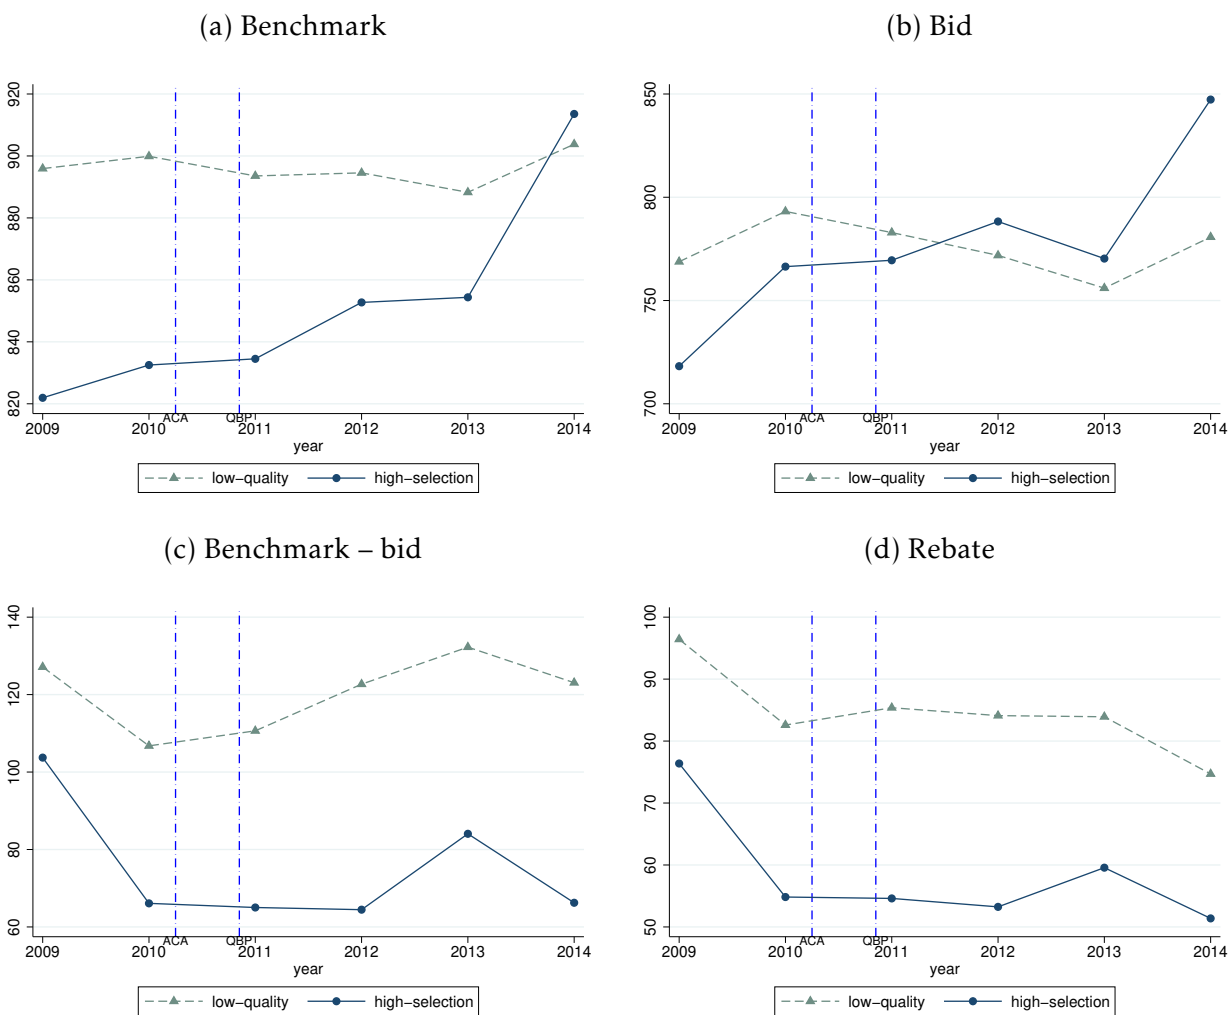 (a) Benchmark
920
900
880
860
840
820
ACA
QBP
2009 2010 2011 2012 2013 2014
year
low-quality high-selection
(b) Bid
850
800
750
700
ACA
QBP
2009 2010 2011 2012 2013 2014
year
low-quality high-selection
(c) Benchmark – bid
140
120
100
80
60
ACA
QBP
2009 2010 2011 2012 2013 2014
year
low-quality high-selection
(d) Rebate
100
90
80
70
60
50
ACA
QBP
2009 2010 2011 2012 2013 2014
year
low-quality high-selection